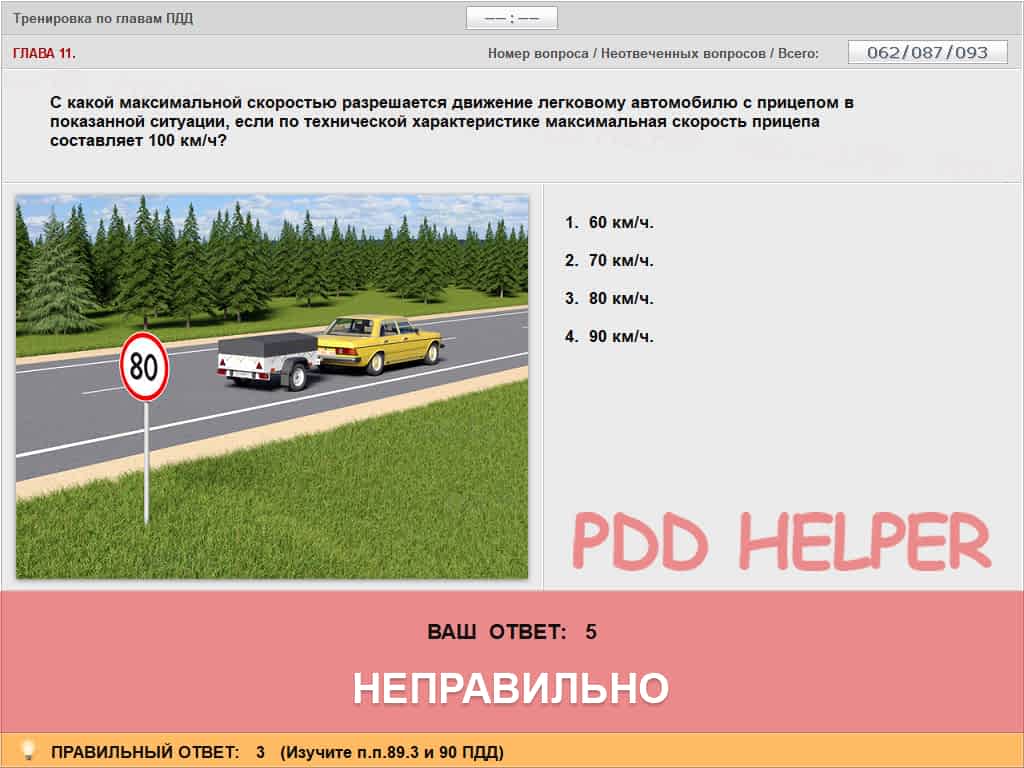 Тренировка по главам ПДД
—— : ——
ГЛАВА 11.
Номер вопроса / Неотвеченных вопросов / Всего:
062/087/093
С какой максимальной скоростью разрешается движение легковому автомобилю с прицепом в
показанной ситуации, если по технической характеристике максимальная скорость прицепа
составляет 100 км/ч?
80
1. 60 км/ч.
2. 70 км/ч.
3. 80 км/ч.
4. 90 км/ч.
PDD HELPER
ВАШ ОТВЕТ: 5
НЕПРАВИЛЬНО
ПРАВИЛЬНЫЙ ОТВЕТ: 3 (Изучите п.п.89.3 и 90 ПДД)